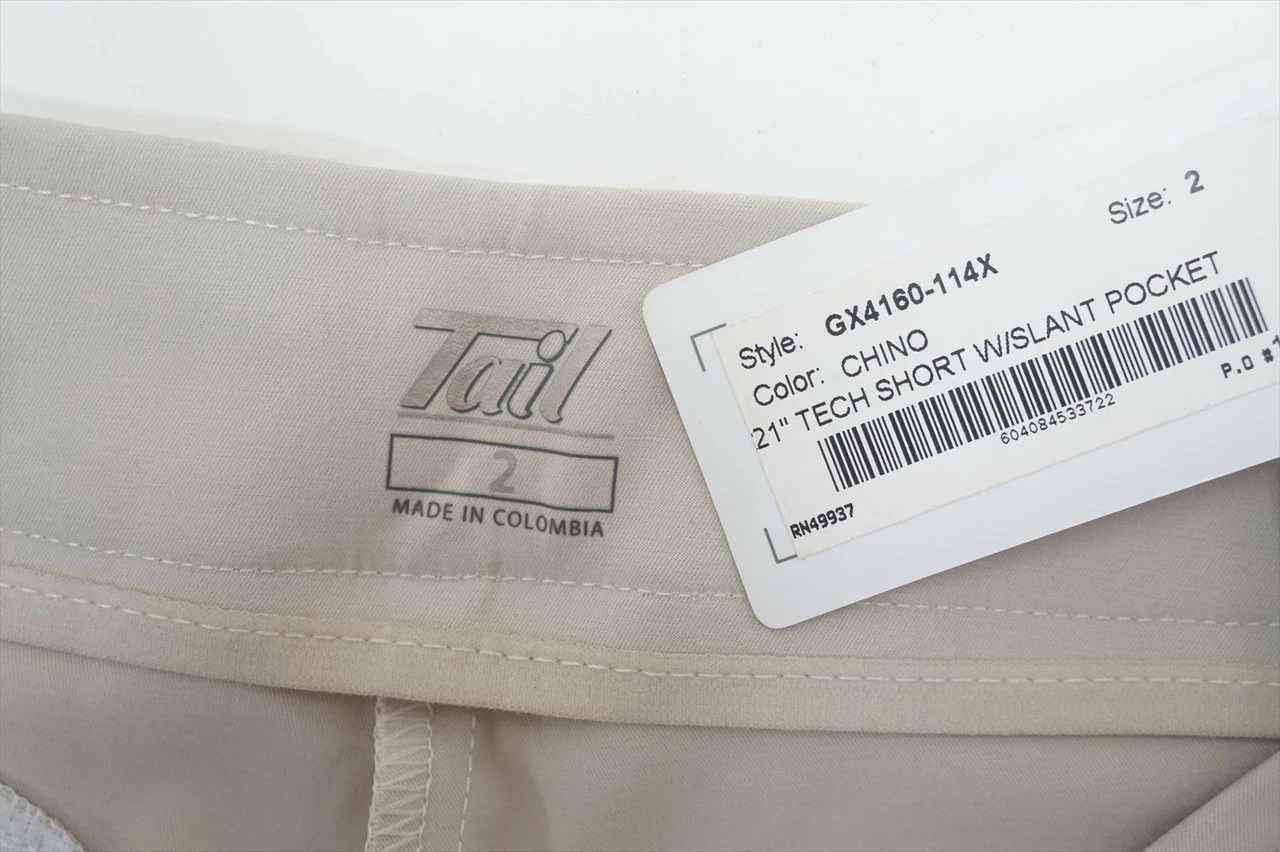 Tail
2
MADE IN COLOMBIA
Size: 2
Style: GX4160-114X
Color: CHINO
21" TECH SHORT W/SLANT POCKET
604084533722
P.O #1
RN49937